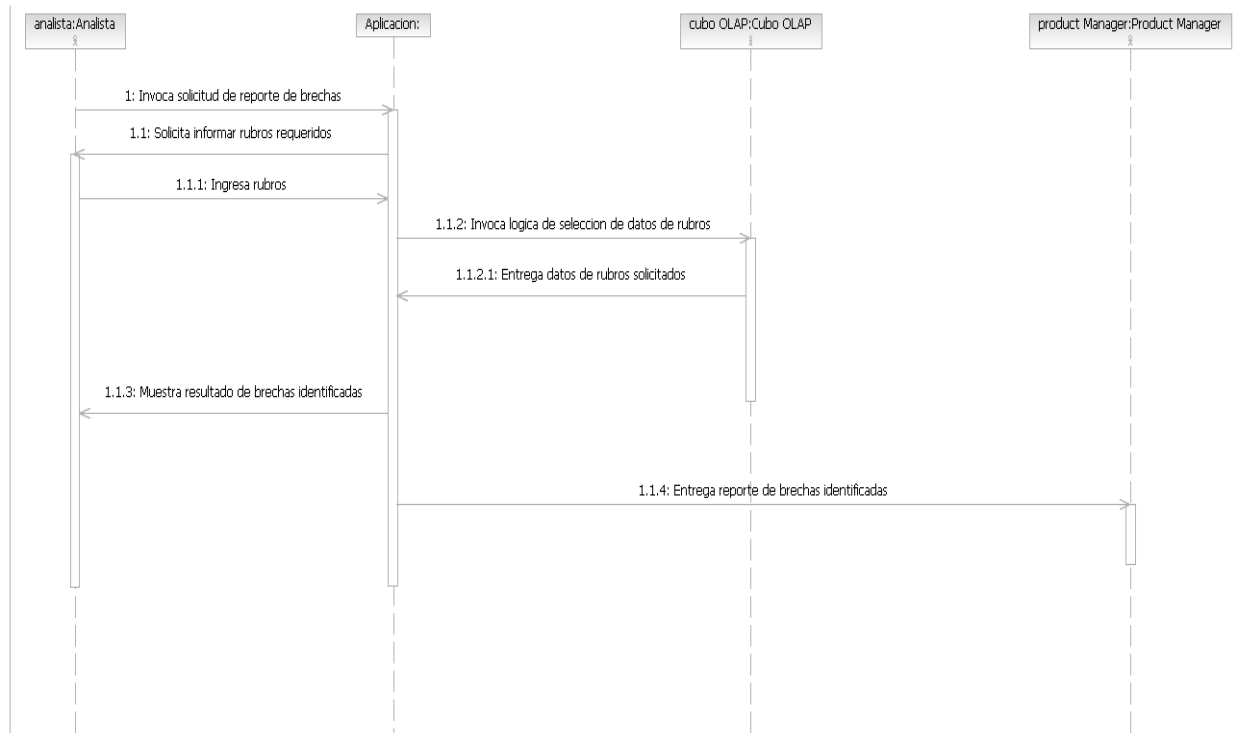 analista:Analista
Aplicacion:
cubo OLAP:Cubo OLAP
product Manager:Product Manager
1: Invoca solicitud de reporte de brechas
1.1: Solicita informar rubros requeridos
1.1.1: Ingresa rubros
1.1.2: Invoca logica de seleccion de datos de rubros
1.1.2.1: Entrega datos de rubros solicitados
1.1.3: Muestra resultado de brechas identificadas
1.1.4: Entrega reporte de brechas identificadas